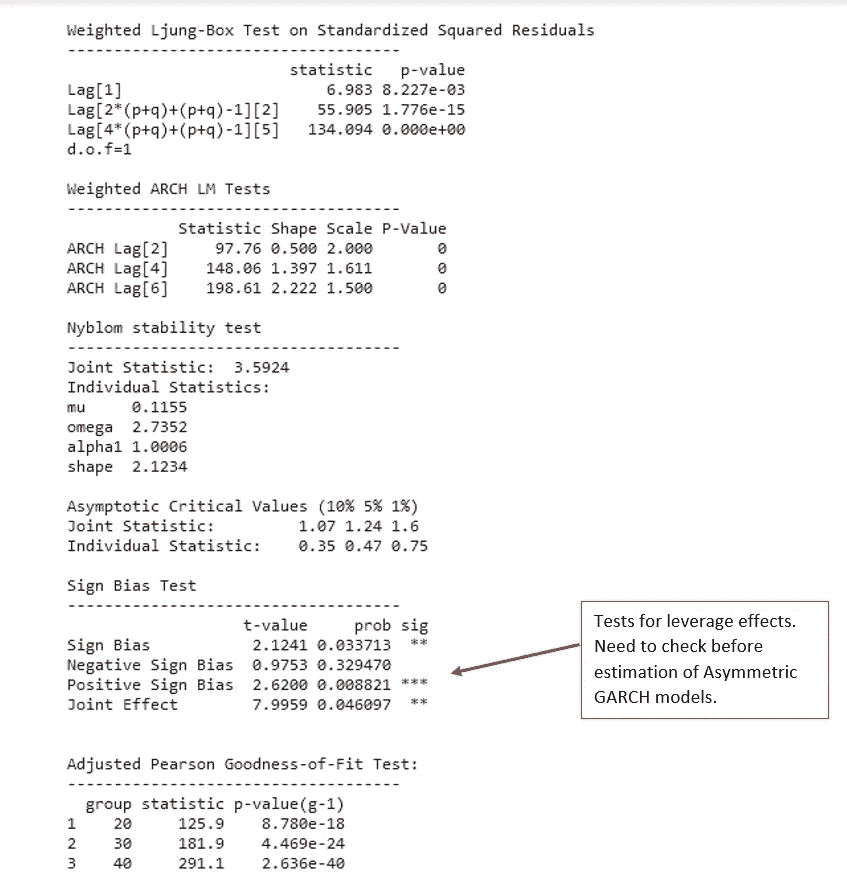 Weighted Ljung-Box Test on Standardized Squared Residuals
------------------------------------
                        statistic   p-value
Lag[1]                      6.983 8.227e-03
Lag[2*(p+q)+(p+q)-1][2]    55.905 1.776e-15
Lag[4*(p+q)+(p+q)-1][5]   134.094 0.000e+00
d.o.f=1

Weighted ARCH LM Tests
------------------------------------
            Statistic Shape Scale P-Value
ARCH Lag[2]     97.76 0.500 2.000       0
ARCH Lag[4]    148.06 1.397 1.611       0
ARCH Lag[6]    198.61 2.222 1.500       0

Nyblom stability test
------------------------------------
Joint Statistic:  3.5924
Individual Statistics:
mu     0.1155
omega  2.7352
alpha1 1.0006
shape  2.1234

Asymptotic Critical Values (10% 5% 1%)
Joint Statistic:         1.07 1.24 1.6
Individual Statistic:    0.35 0.47 0.75

Sign Bias Test
------------------------------------
                   t-value     prob sig
Sign Bias           2.1241 0.033713  **
Negative Sign Bias  0.9753 0.329470
Positive Sign Bias  2.6200 0.008821 ***
Joint Effect        7.9959 0.046097  **

Tests for leverage effects.
Need to check before
estimation of Asymmetric
GARCH models.

Adjusted Pearson Goodness-of-Fit Test:
------------------------------------
  group statistic p-value(g-1)
1    20     125.9    8.780e-18
2    30     181.9    4.469e-24
3    40     291.1    2.636e-40